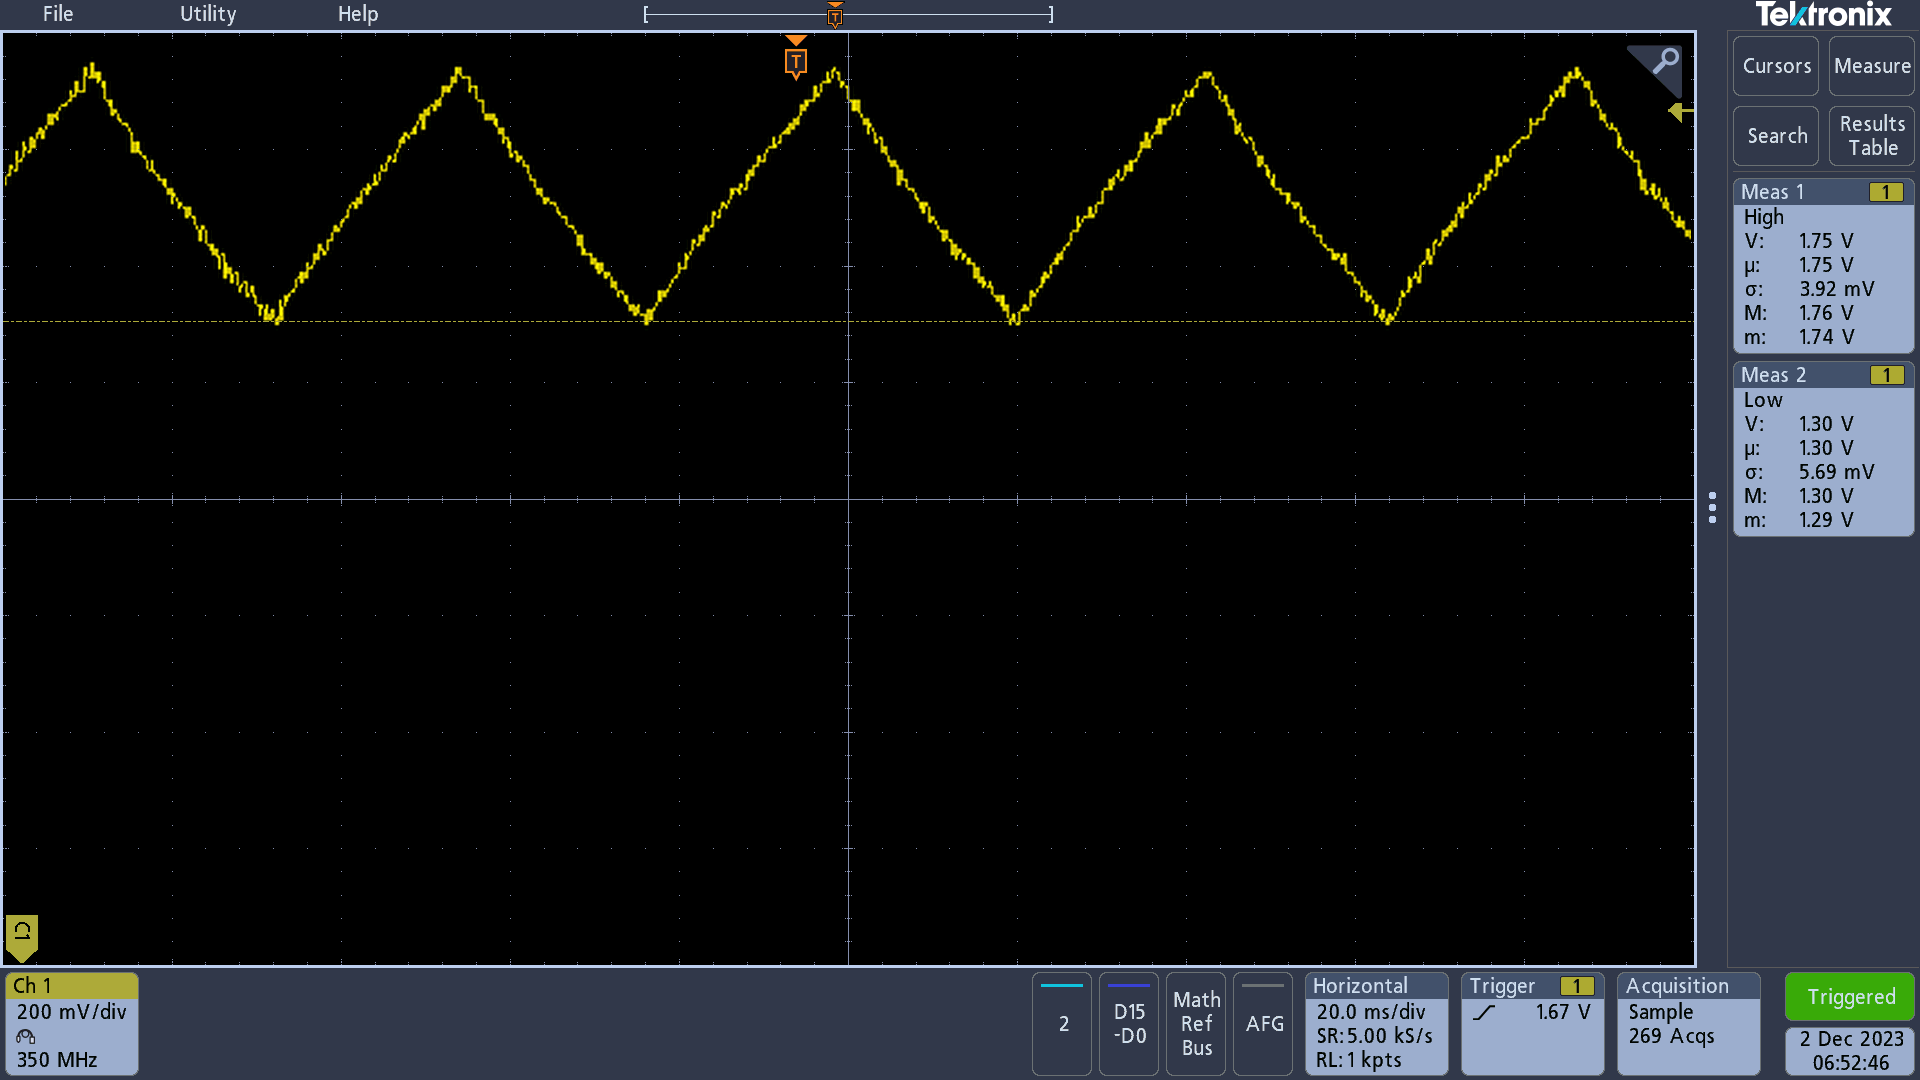 File Utility Help
Tektronix
T
T
Cursors Measure
Search Results Table
Meas 1 1
High
V: 1.75 V
µ: 1.75 V
σ: 3.92 mV
M: 1.76 V
m: 1.74 V
Meas 2 1
Low
V: 1.30 V
µ: 1.30 V
σ: 5.69 mV
M: 1.30 V
m: 1.29 V
Ch 1
200 mV/div
350 MHz
2
D15
-D0
Math
Ref
Bus
AFG
Horizontal
20.0 ms/div
SR: 5.00 kS/s
RL: 1 kpts
Trigger 1
1.67 V
Acquisition
Sample
269 Acqs
Triggered
2 Dec 2023
06:52:46